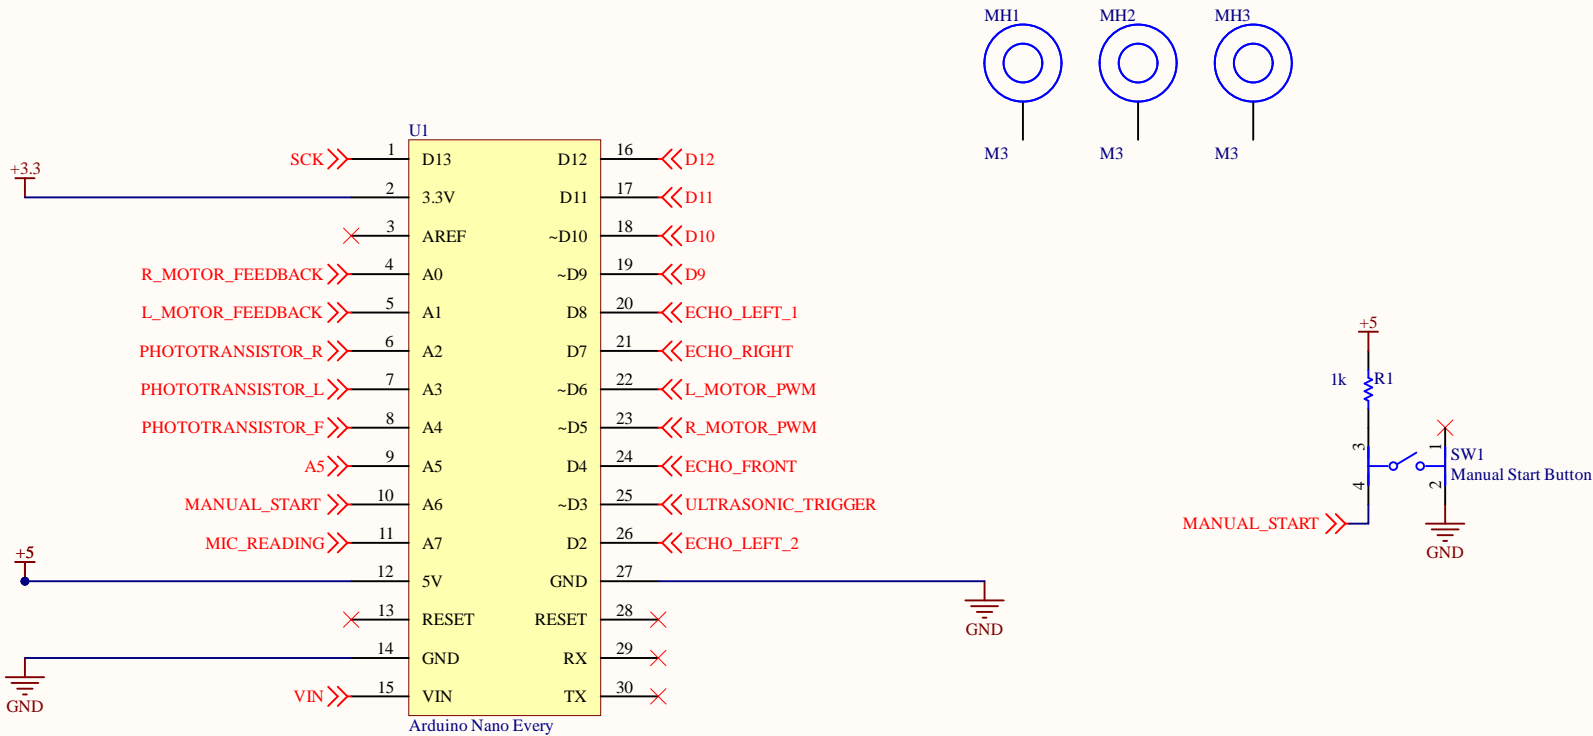 MH1
MH2
MH3
M3
M3
M3
U1
SCK 1 D13 D12 16 D12
+3.3
2 3.3V D11 17 D11
3 AREF ~D10 18 D10
R_MOTOR_FEEDBACK 4 A0 ~D9 19 D9
L_MOTOR_FEEDBACK 5 A1 D8 20 ECHO_LEFT_1
PHOTOTRANSISTOR_R 6 A2 D7 21 ECHO_RIGHT
PHOTOTRANSISTOR_L 7 A3 ~D6 22 L_MOTOR_PWM
PHOTOTRANSISTOR_F 8 A4 ~D5 23 R_MOTOR_PWM
A5 9 A5 D4 24 ECHO_FRONT
MANUAL_START 10 A6 ~D3 25 ULTRASONIC_TRIGGER
MIC_READING 11 A7 D2 26 ECHO_LEFT_2
+5
12 5V GND 27
GND
13 RESET RESET 28
14 GND RX 29
GND
VIN 15 VIN TX 30
Arduino Nano Every
+5
1k R1
3
4
1
2
SW1
Manual Start Button
MANUAL_START
GND